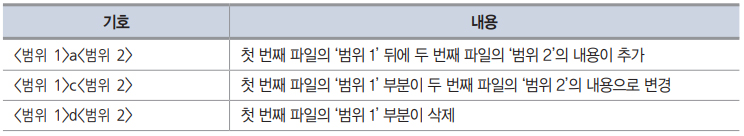 기호 내용
<범위 1>a<범위 2> 첫 번째 파일의 ‘범위 1’ 뒤에 두 번째 파일의 ‘범위 2’의 내용이 추가
<범위 1>c<범위 2> 첫 번째 파일의 ‘범위 1’ 부분이 두 번째 파일의 ‘범위 2’의 내용으로 변경
<범위 1>d<범위 2> 첫 번째 파일의 ‘범위 1’ 부분이 삭제